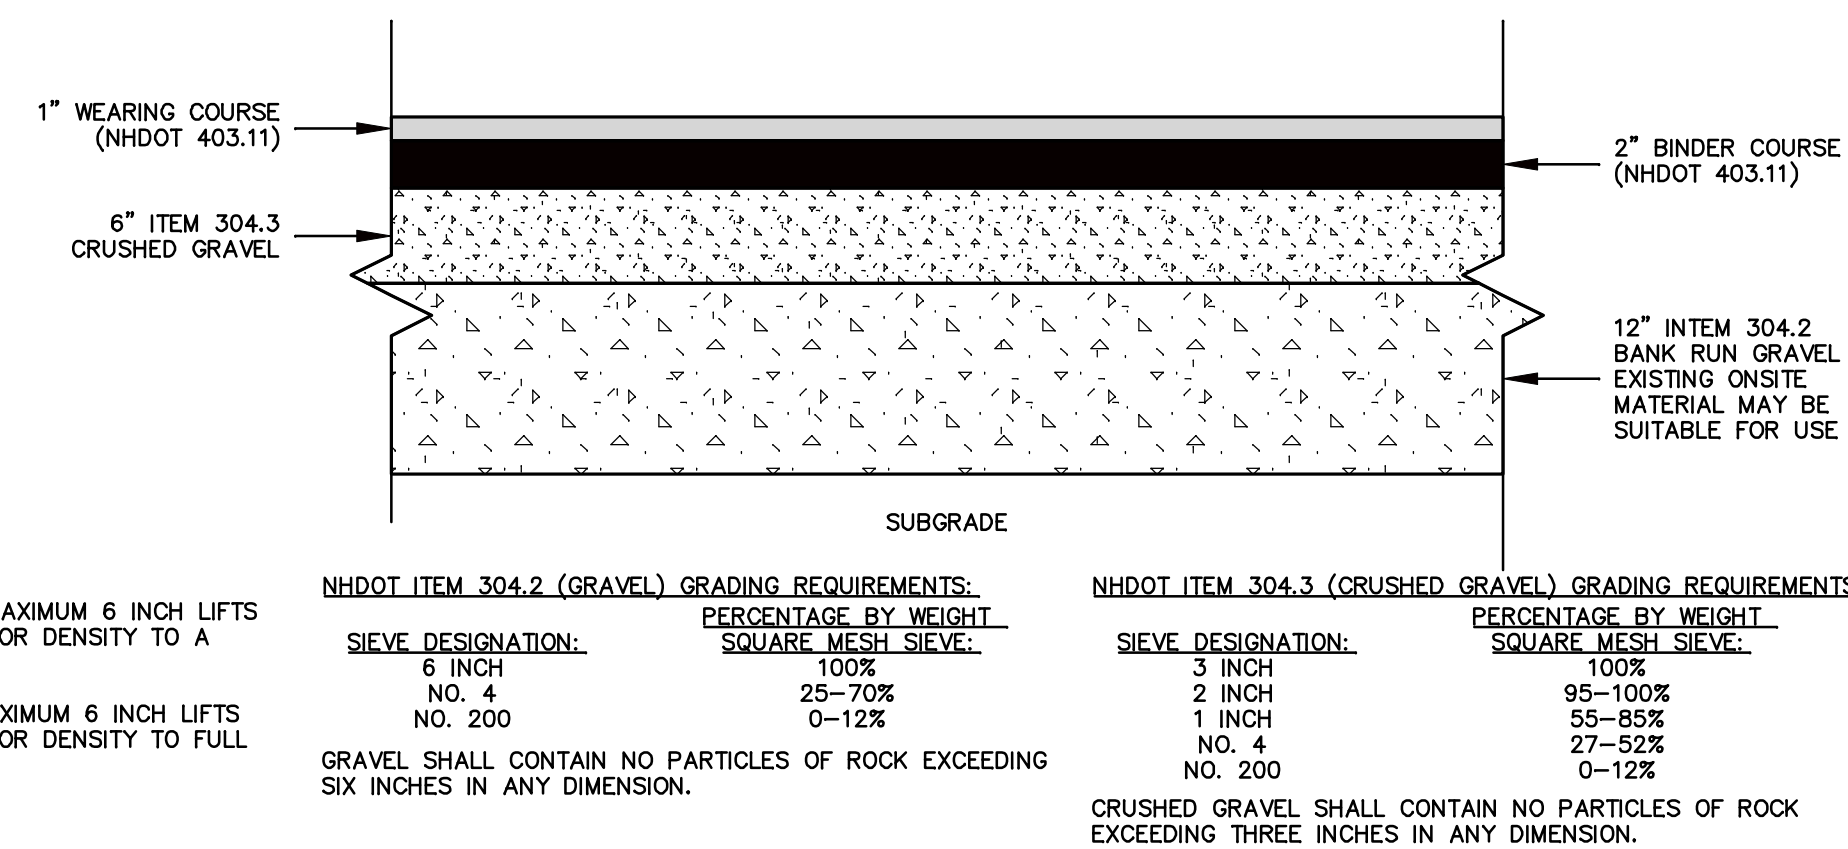 1” WEARING COURSE
(NHDOT 403.11)
2” BINDER COURSE
(NHDOT 403.11)
6” ITEM 304.3
CRUSHED GRAVEL
12” INTEM 304.2
BANK RUN GRAVEL
EXISTING ONSITE
MATERIAL MAY BE
SUITABLE FOR USE
SUBGRADE
AXIMUM 6 INCH LIFTS
OR DENSITY TO A
XIMUM 6 INCH LIFTS
OR DENSITY TO FULL
NHDOT ITEM 304.2 (GRAVEL) GRADING REQUIREMENTS:
PERCENTAGE BY WEIGHT
SIEVE DESIGNATION: SQUARE MESH SIEVE:
6 INCH 100%
NO. 4 25–70%
NO. 200 0–12%
GRAVEL SHALL CONTAIN NO PARTICLES OF ROCK EXCEEDING
SIX INCHES IN ANY DIMENSION.
NHDOT ITEM 304.3 (CRUSHED GRAVEL) GRADING REQUIREMENTS
PERCENTAGE BY WEIGHT
SIEVE DESIGNATION: SQUARE MESH SIEVE:
3 INCH 100%
2 INCH 95–100%
1 INCH 55–85%
NO. 4 27–52%
NO. 200 0–12%
CRUSHED GRAVEL SHALL CONTAIN NO PARTICLES OF ROCK
EXCEEDING THREE INCHES IN ANY DIMENSION.